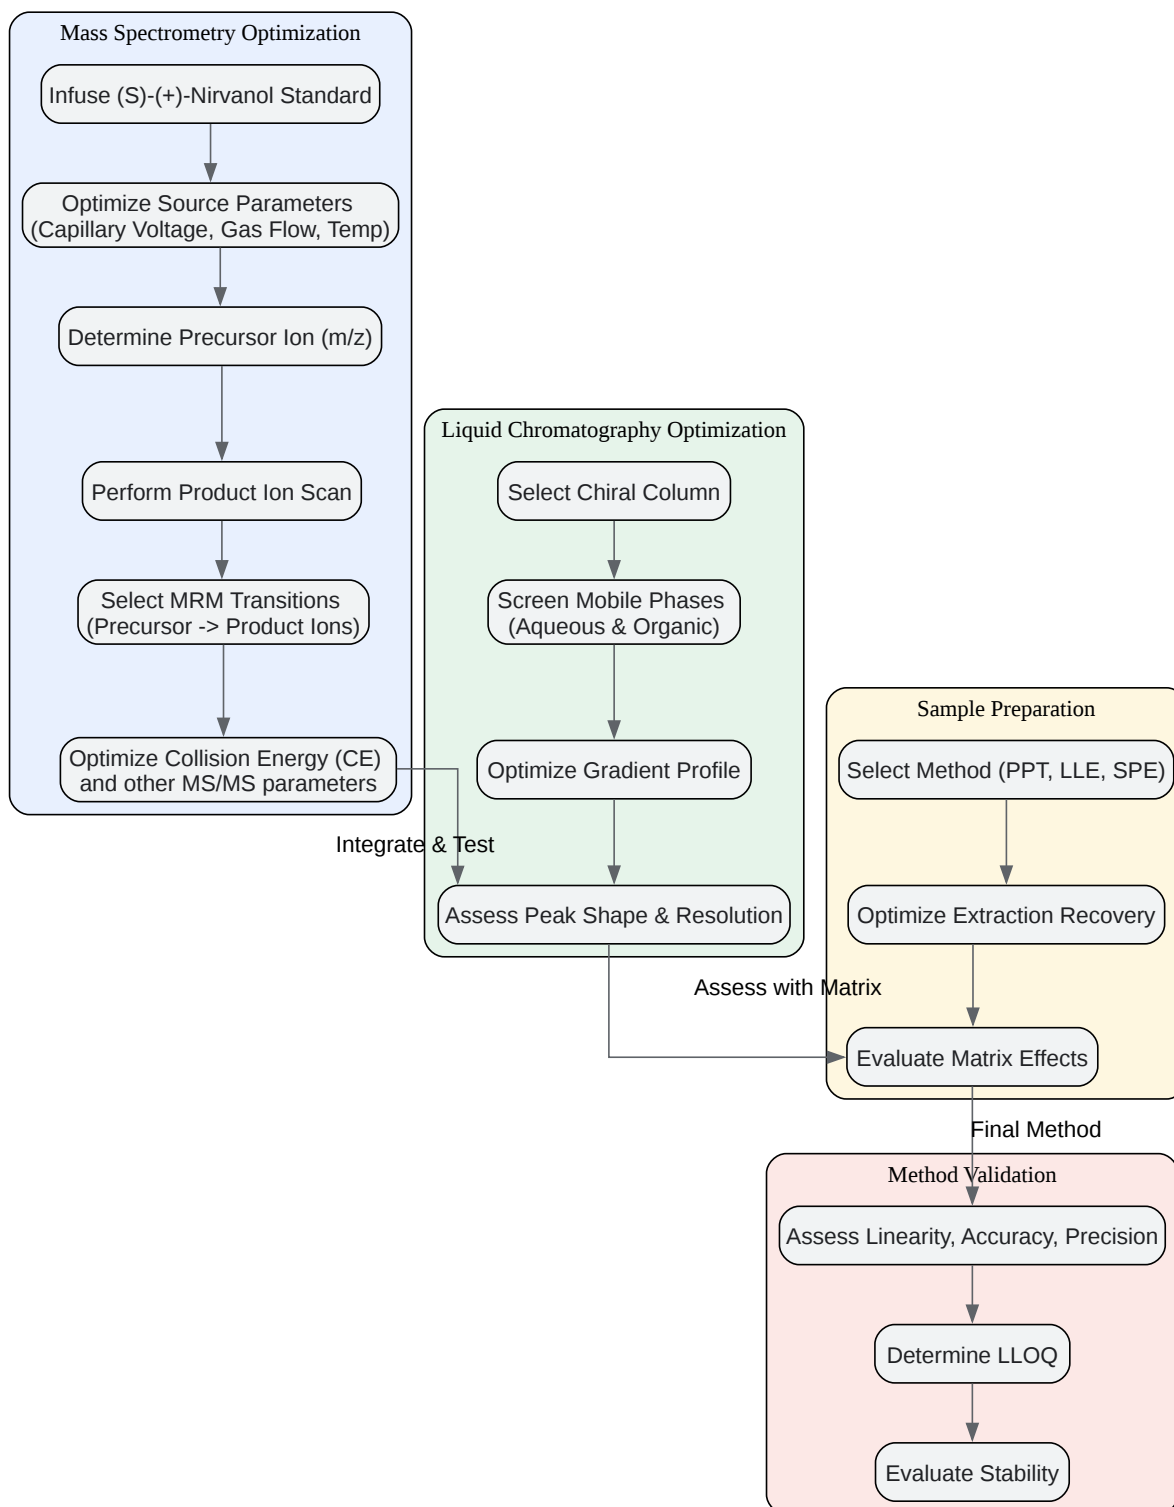 Mass Spectrometry Optimization
Infuse (S)-(+)-Nirvanol Standard
Optimize Source Parameters
(Capillary Voltage, Gas Flow, Temp)
Determine Precursor Ion (m/z)
Perform Product Ion Scan
Select MRM Transitions
(Precursor -> Product Ions)
Optimize Collision Energy (CE)
and other MS/MS parameters
Integrate & Test
Liquid Chromatography Optimization
Select Chiral Column
Screen Mobile Phases
(Aqueous & Organic)
Optimize Gradient Profile
Assess Peak Shape & Resolution
Assess with Matrix
Sample Preparation
Select Method (PPT, LLE, SPE)
Optimize Extraction Recovery
Evaluate Matrix Effects
Final Method
Method Validation
Assess Linearity, Accuracy, Precision
Determine LLOQ
Evaluate Stability